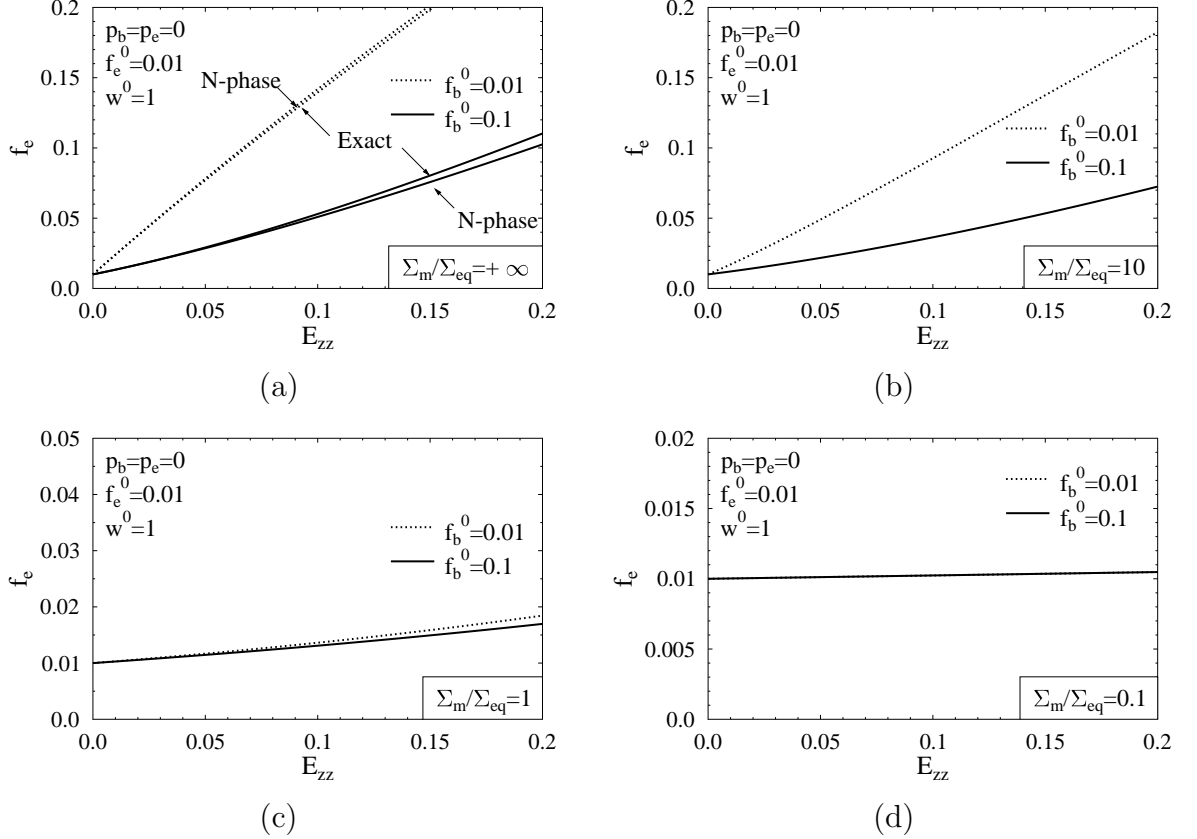 0.2
0.15
0.1
0.05
0.0
f_e
p_b=p_e=0
f_e^0=0.01
w^0=1
N-phase
Exact
N-phase
f_b^0=0.01
f_b^0=0.1
Σ_m/Σ_eq=+ ∞
0.0 0.05 0.1 0.15 0.2
E_zz
(a)
0.2
0.15
0.1
0.05
0.0
f_e
p_b=p_e=0
f_e^0=0.01
w^0=1
f_b^0=0.01
f_b^0=0.1
Σ_m/Σ_eq=10
0.0 0.05 0.1 0.15 0.2
E_zz
(b)
0.05
0.04
0.03
0.02
0.01
0.0
f_e
p_b=p_e=0
f_e^0=0.01
w^0=1
f_b^0=0.01
f_b^0=0.1
Σ_m/Σ_eq=1
0.0 0.05 0.1 0.15 0.2
E_zz
(c)
0.02
0.015
0.01
0.005
0.0
f_e
p_b=p_e=0
f_e^0=0.01
w^0=1
f_b^0=0.01
f_b^0=0.1
Σ_m/Σ_eq=0.1
0.0 0.05 0.1 0.15 0.2
E_zz
(d)